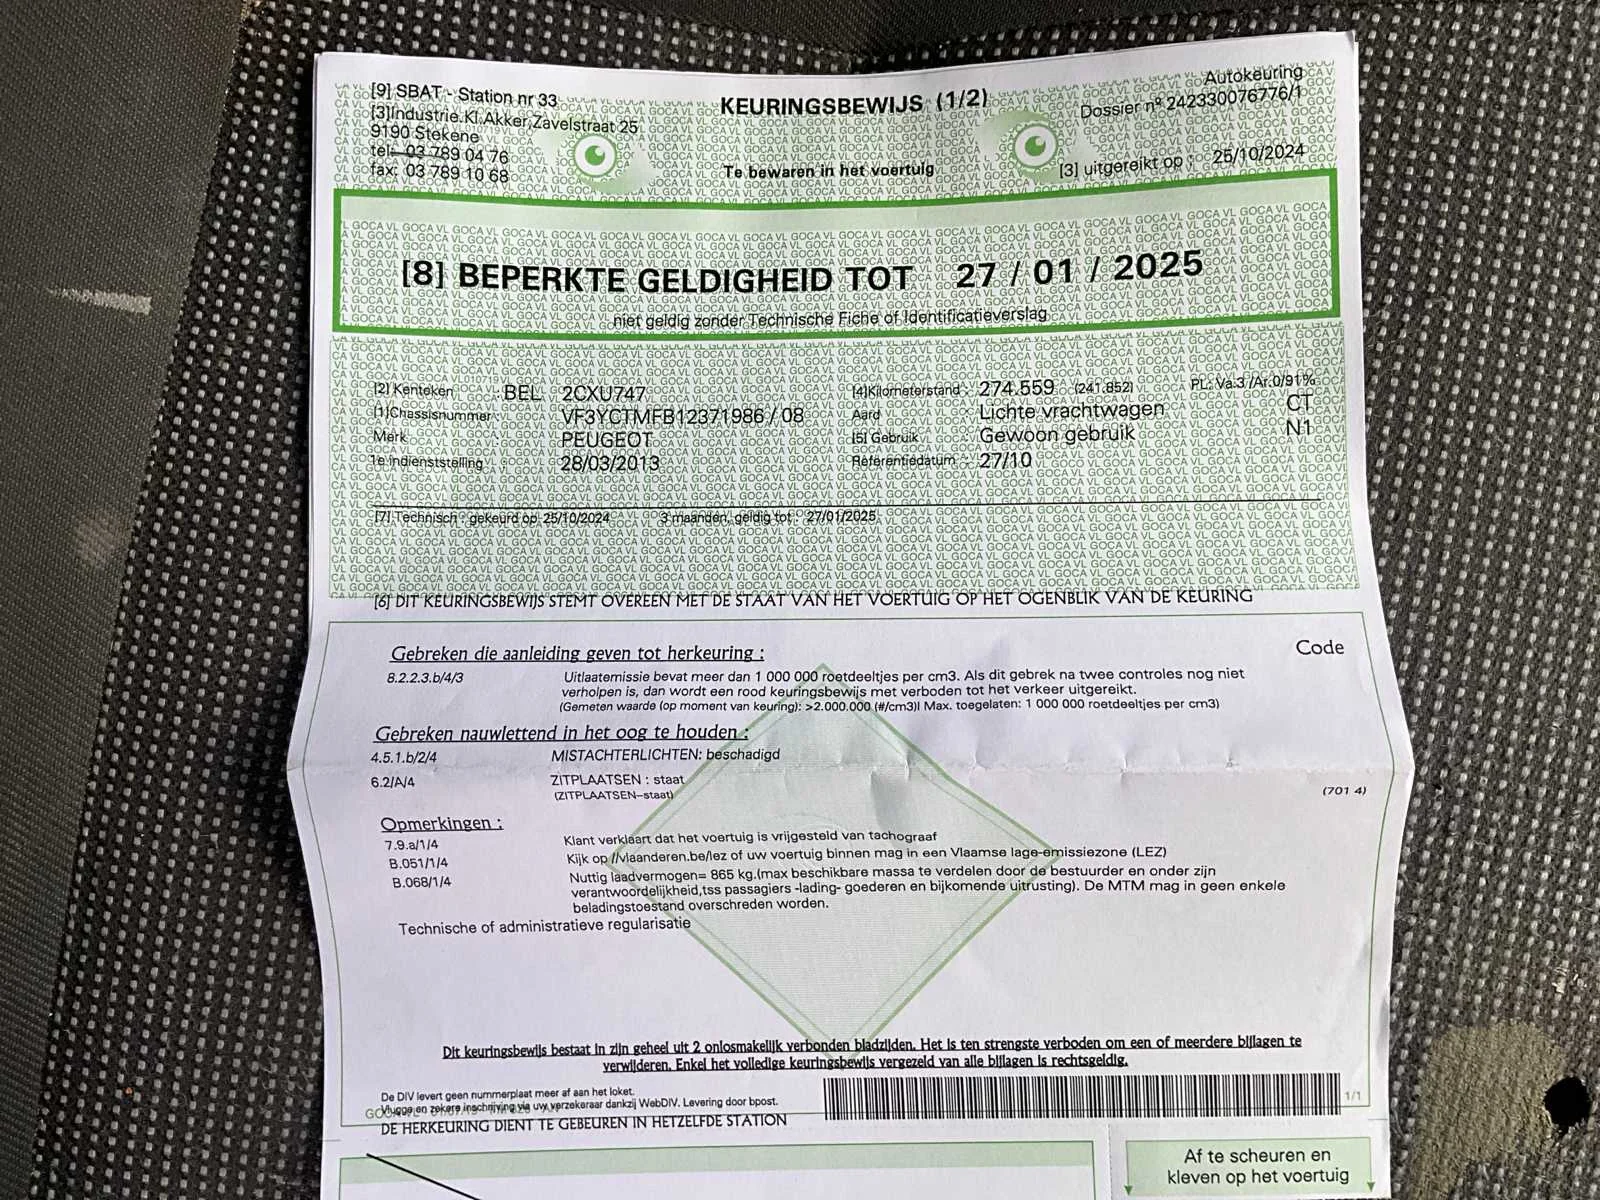 [9] SBAT - Station nr 33
[3]Industrie.Kl.Akker,Zavelstraat 25
9190 Stekene
tel: 03 789 04 76
fax: 03 789 10 68
KEURINGSBEWIJS (1/2)
Te bewaren in het voertuig
Autokeuring
Dossier n° 242330076776/1
[3] uitgereikt op : 25/10/2024
[8] BEPERKTE GELDIGHEID TOT 27 / 01 / 2025
niet geldig zonder Technische Fiche of Identificatieverslag
[2] Kenteken : BEL 2CXU747
[1]Chassisnummer: VF3YCTMFB12371986 / 08
Merk : PEUGEOT
1e indienststelling 28/03/2013
[4]Kilometerstand : 274.559 (241.852) PL: Va:3 /Ar:0/91%
Aard : Lichte vrachtwagen CT
[5] Gebruik : Gewoon gebruik N1
Referentiedatum : 27/10
[7] Technisch : gekeurd op 25/10/2024 3 maanden, geldig tot : 27/01/2025
[6] DIT KEURINGSBEWIJS STEMT OVEREEN MET DE STAAT VAN HET VOERTUIG OP HET OGENBLIK VAN DE KEURING
Gebreken die aanleiding geven tot herkeuring : Code
8.2.2.3.b/4/3 Uitlaatemissie bevat meer dan 1 000 000 roetdeeltjes per cm3. Als dit gebrek na twee controles nog niet
verholpen is, dan wordt een rood keuringsbewijs met verboden tot het verkeer uitgereikt.
(Gemeten waarde (op moment van keuring): >2.000.000 (#/cm3)| Max. toegelaten: 1 000 000 roetdeeltjes per cm3)
Gebreken nauwlettend in het oog te houden :
4.5.1.b/2/4 MISTACHTERLICHTEN: beschadigd
6.2/A/4 ZITPLAATSEN : staat
(ZITPLAATSEN-staat) (701 4)
Opmerkingen :
7.9.a/1/4 Klant verklaart dat het voertuig is vrijgesteld van tachograaf
B.051/1/4 Kijk op //vlaanderen.be/lez of uw voertuig binnen mag in een Vlaamse lage-emissiezone (LEZ)
B.068/1/4 Nuttig laadvermogen= 865 kg.(max beschikbare massa te verdelen door de bestuurder en onder zijn
verantwoordelijkheid,tss passagiers -lading- goederen en bijkomende uitrusting). De MTM mag in geen enkele
beladingstoestand overschreden worden.
Technische of administratieve regularisatie
Dit keuringsbewijs bestaat in zijn geheel uit 2 onlosmakelijk verbonden bladzijden. Het is ten strengste verboden om een of meerdere bijlagen te
verwijderen. Enkel het volledige keuringsbewijs vergezeld van alle bijlagen is rechtsgeldig.
De DIV levert geen nummerplaat meer af aan het loket.
Vlugge en zekere inschrijving via uw verzekeraar dankzij WebDIV. Levering door bpost.
1/1
DE HERKEURING DIENT TE GEBEUREN IN HETZELFDE STATION
Af te scheuren en
kleven op het voertuig